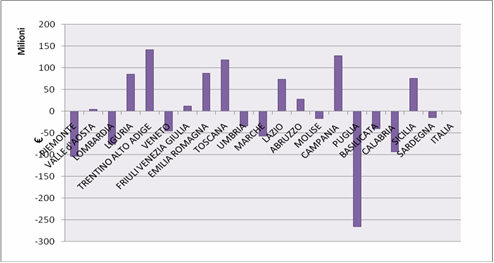 Milioni
€
200
150
100
50
0
-50
-100
-150
-200
-250
-300
PIEMONTE
VALLE d'AOSTA
LOMBARDIA
LIGURIA
TRENTINO ALTO ADIGE
VENETO
FRIULI VENEZIA GIULIA
EMILIA ROMAGNA
TOSCANA
UMBRIA
MARCHE
LAZIO
ABRUZZO
MOLISE
CAMPANIA
PUGLIA
BASILICATA
CALABRIA
SICILIA
SARDEGNA
ITALIA